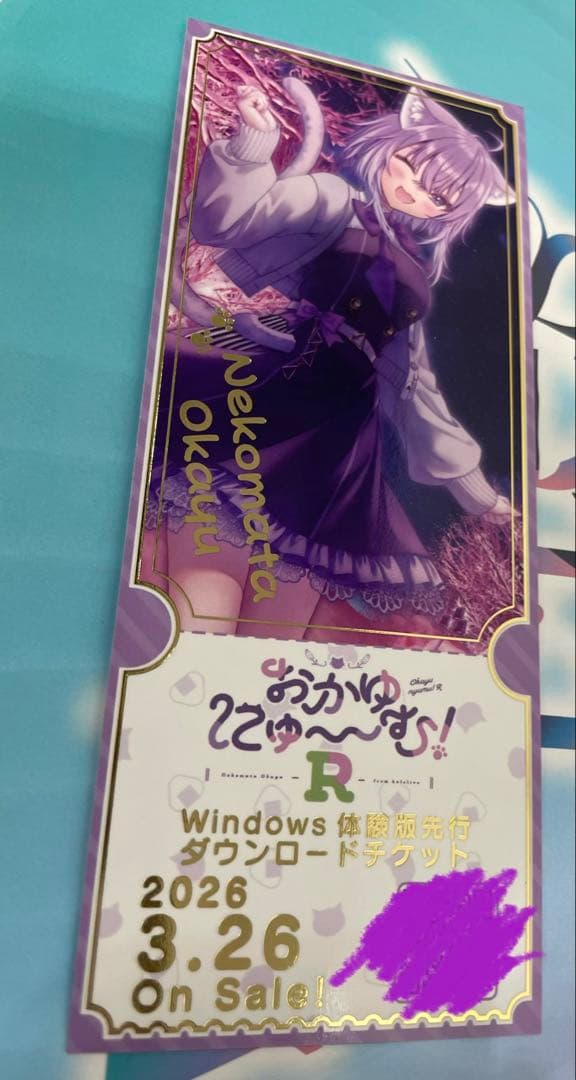 Nekomata
Okayu
おかゆ
にゅ～～す!
Okayu
nyumu! R
R
Nekomata Okayu
from hololive
Windows 体験版先行
ダウンロードチケット
2026
3.26
On Sale!